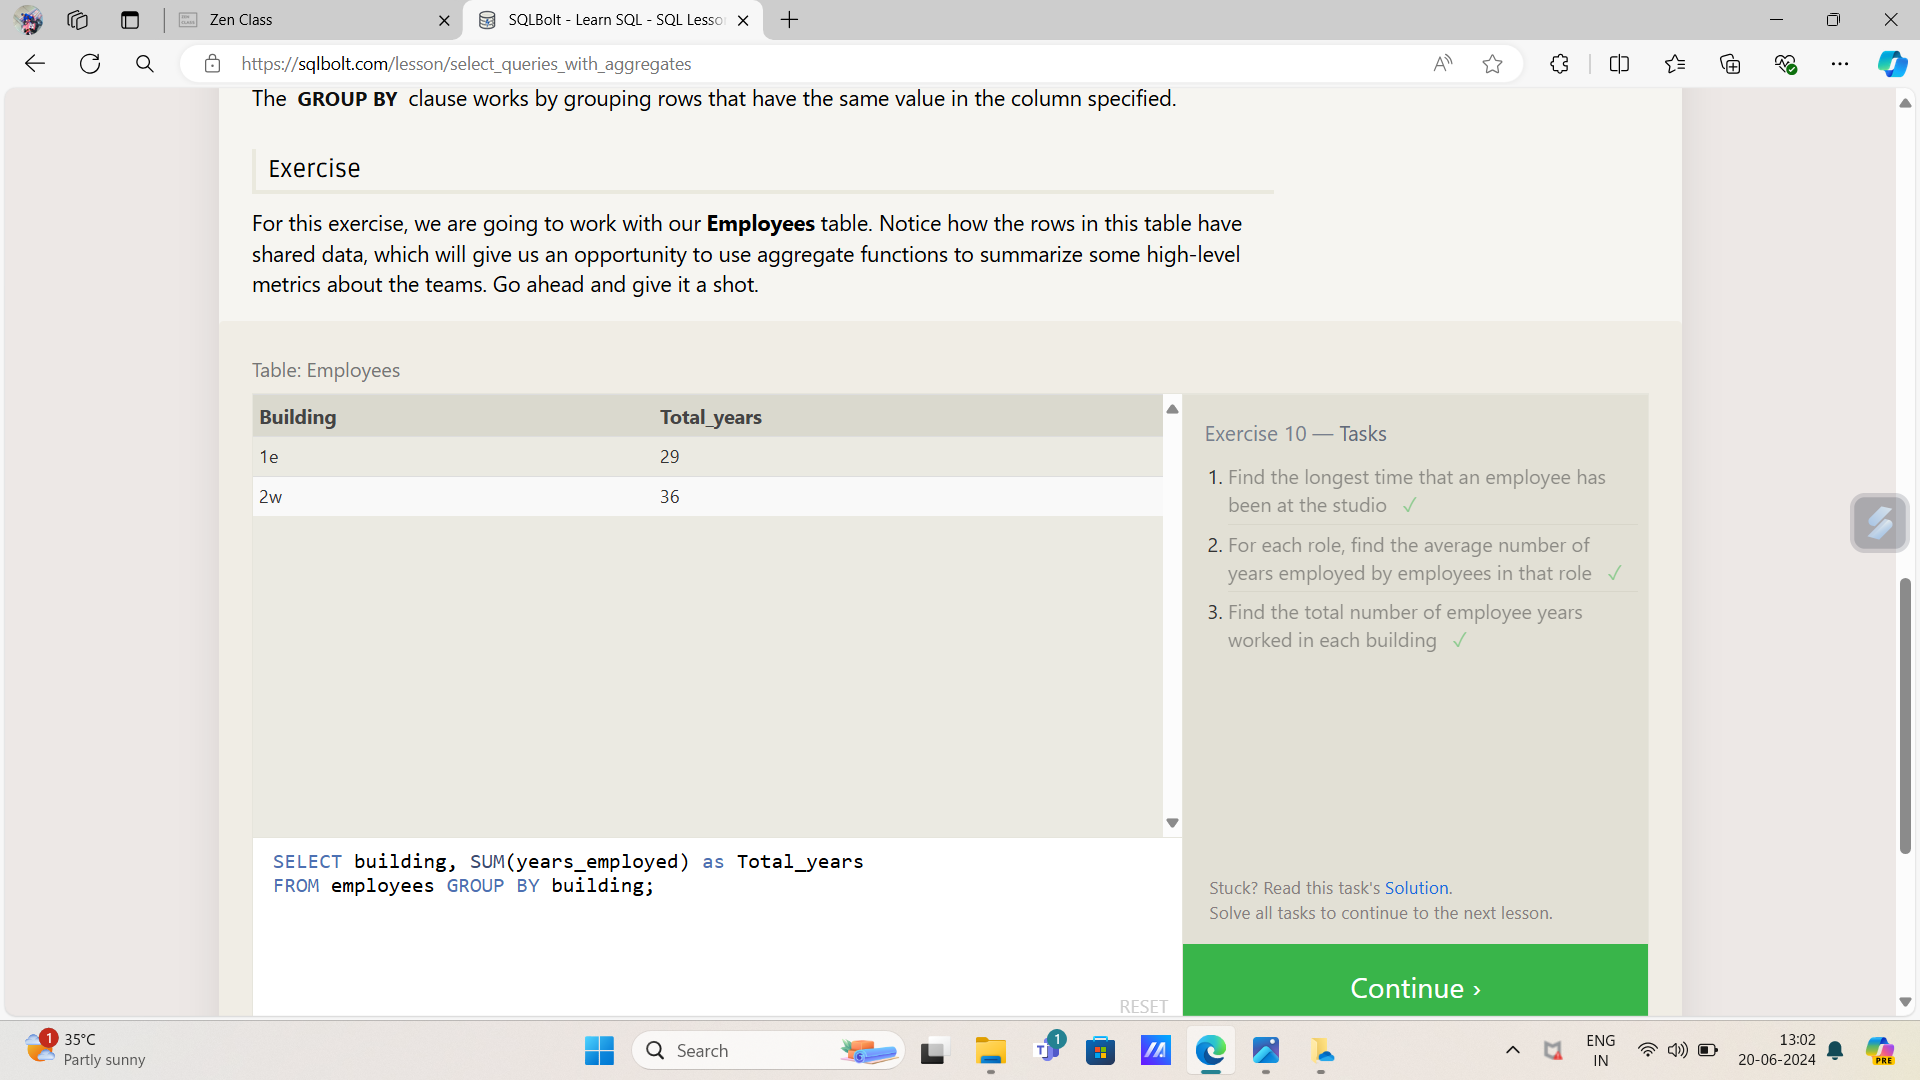 Zen Class
SQLBolt - Learn SQL - SQL Lesso
https://sqlbolt.com/lesson/select_queries_with_aggregates
The GROUP BY clause works by grouping rows that have the same value in the column specified.
Exercise
For this exercise, we are going to work with our Employees table. Notice how the rows in this table have
shared data, which will give us an opportunity to use aggregate functions to summarize some high-level
metrics about the teams. Go ahead and give it a shot.
Table: Employees
Building Total_years
1e 29
2w 36
Exercise 10 — Tasks
1. Find the longest time that an employee has
been at the studio ✓
2. For each role, find the average number of
years employed by employees in that role ✓
3. Find the total number of employee years
worked in each building ✓
SELECT building, SUM(years_employed) as Total_years
FROM employees GROUP BY building;
RESET
Stuck? Read this task's Solution.
Solve all tasks to continue to the next lesson.
Continue ›
1
35°C
Partly sunny
Search
1
ENG
IN
13:02
20-06-2024
PRE